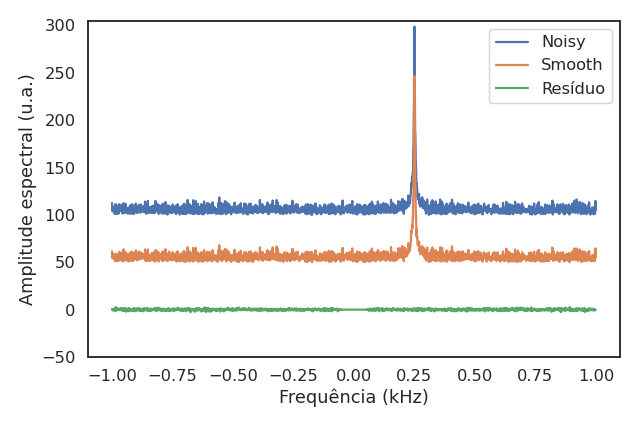 300
250
200
150
100
50
0
−50
Amplitude espectral (u.a.)
Noisy
Smooth
Resíduo
−1.00 −0.75 −0.50 −0.25 0.00 0.25 0.50 0.75 1.00
Frequência (kHz)